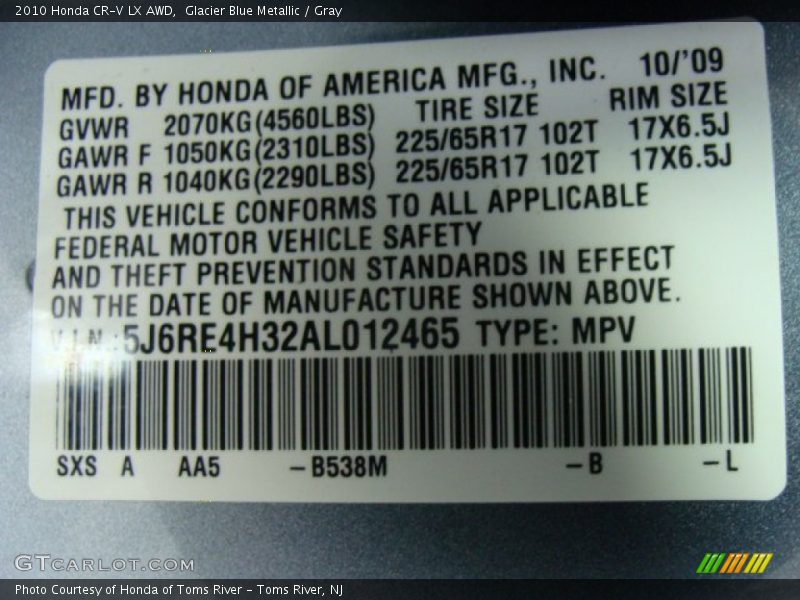 2010 Honda CR-V LX AWD, Glacier Blue Metallic / Gray
MFD. BY HONDA OF AMERICA MFG., INC. 10/'09
GVWR 2070KG(4560LBS) TIRE SIZE RIM SIZE
GAWR F 1050KG(2310LBS) 225/65R17 102T 17X6.5J
GAWR R 1040KG(2290LBS) 225/65R17 102T 17X6.5J
THIS VEHICLE CONFORMS TO ALL APPLICABLE
FEDERAL MOTOR VEHICLE SAFETY
AND THEFT PREVENTION STANDARDS IN EFFECT
ON THE DATE OF MANUFACTURE SHOWN ABOVE.
V.I.N.:5J6RE4H32AL012465 TYPE: MPV
SXS A AA5 -B538M -B -L
GTCARLOT.COM
Photo Courtesy of Honda of Toms River - Toms River, NJ